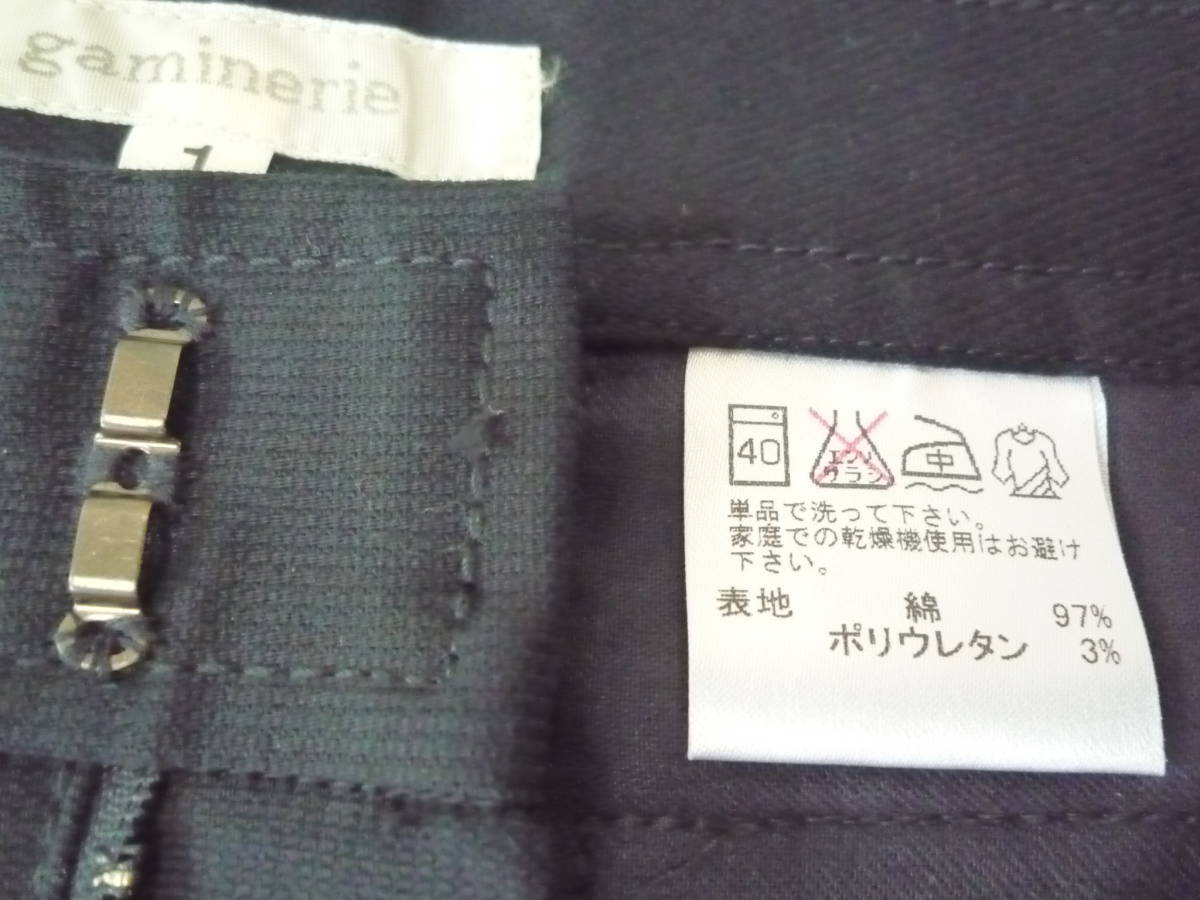 gaminerie
1
40
エンソ
サラシ
中
単品で洗って下さい。
家庭での乾燥機使用はお避け
下さい。
表地 綿 97%
ポリウレタン 3%